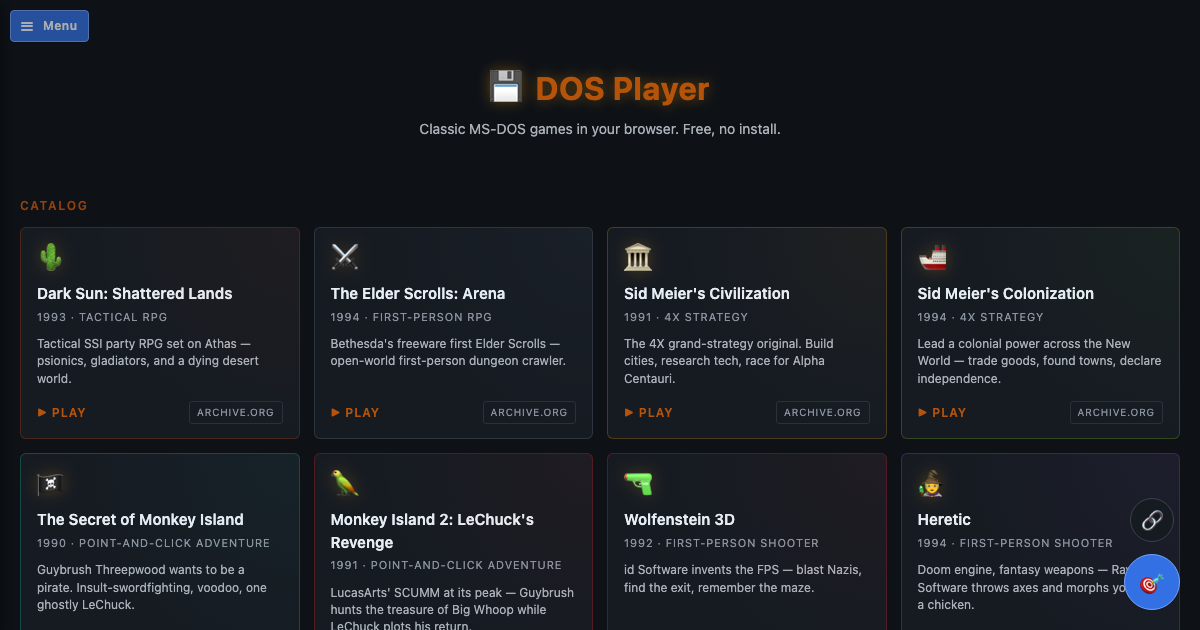 Menu
DOS Player
Classic MS-DOS games in your browser. Free, no install.
CATALOG
Dark Sun: Shattered Lands
1993 · TACTICAL RPG
Tactical SSI party RPG set on Athas —
psionics, gladiators, and a dying desert
world.
▶ PLAY
ARCHIVE.ORG
The Elder Scrolls: Arena
1994 · FIRST-PERSON RPG
Bethesda's freeware first Elder Scrolls —
open-world first-person dungeon crawler.
▶ PLAY
ARCHIVE.ORG
Sid Meier's Civilization
1991 · 4X STRATEGY
The 4X grand-strategy original. Build
cities, research tech, race for Alpha
Centauri.
▶ PLAY
ARCHIVE.ORG
Sid Meier's Colonization
1994 · 4X STRATEGY
Lead a colonial power across the New
World — trade goods, found towns, declare
independence.
▶ PLAY
ARCHIVE.ORG
The Secret of Monkey Island
1990 · POINT-AND-CLICK ADVENTURE
Guybrush Threepwood wants to be a
pirate. Insult-swordfighting, voodoo, one
ghostly LeChuck.
Monkey Island 2: LeChuck's
Revenge
1991 · POINT-AND-CLICK ADVENTURE
LucasArts' SCUMM at its peak — Guybrush
hunts the treasure of Big Whoop while
LeChuck plots his return.
Wolfenstein 3D
1992 · FIRST-PERSON SHOOTER
id Software invents the FPS — blast Nazis,
find the exit, remember the maze.
Heretic
1994 · FIRST-PERSON SHOOTER
Doom engine, fantasy weapons —
Software throws axes and morphs
a chicken.